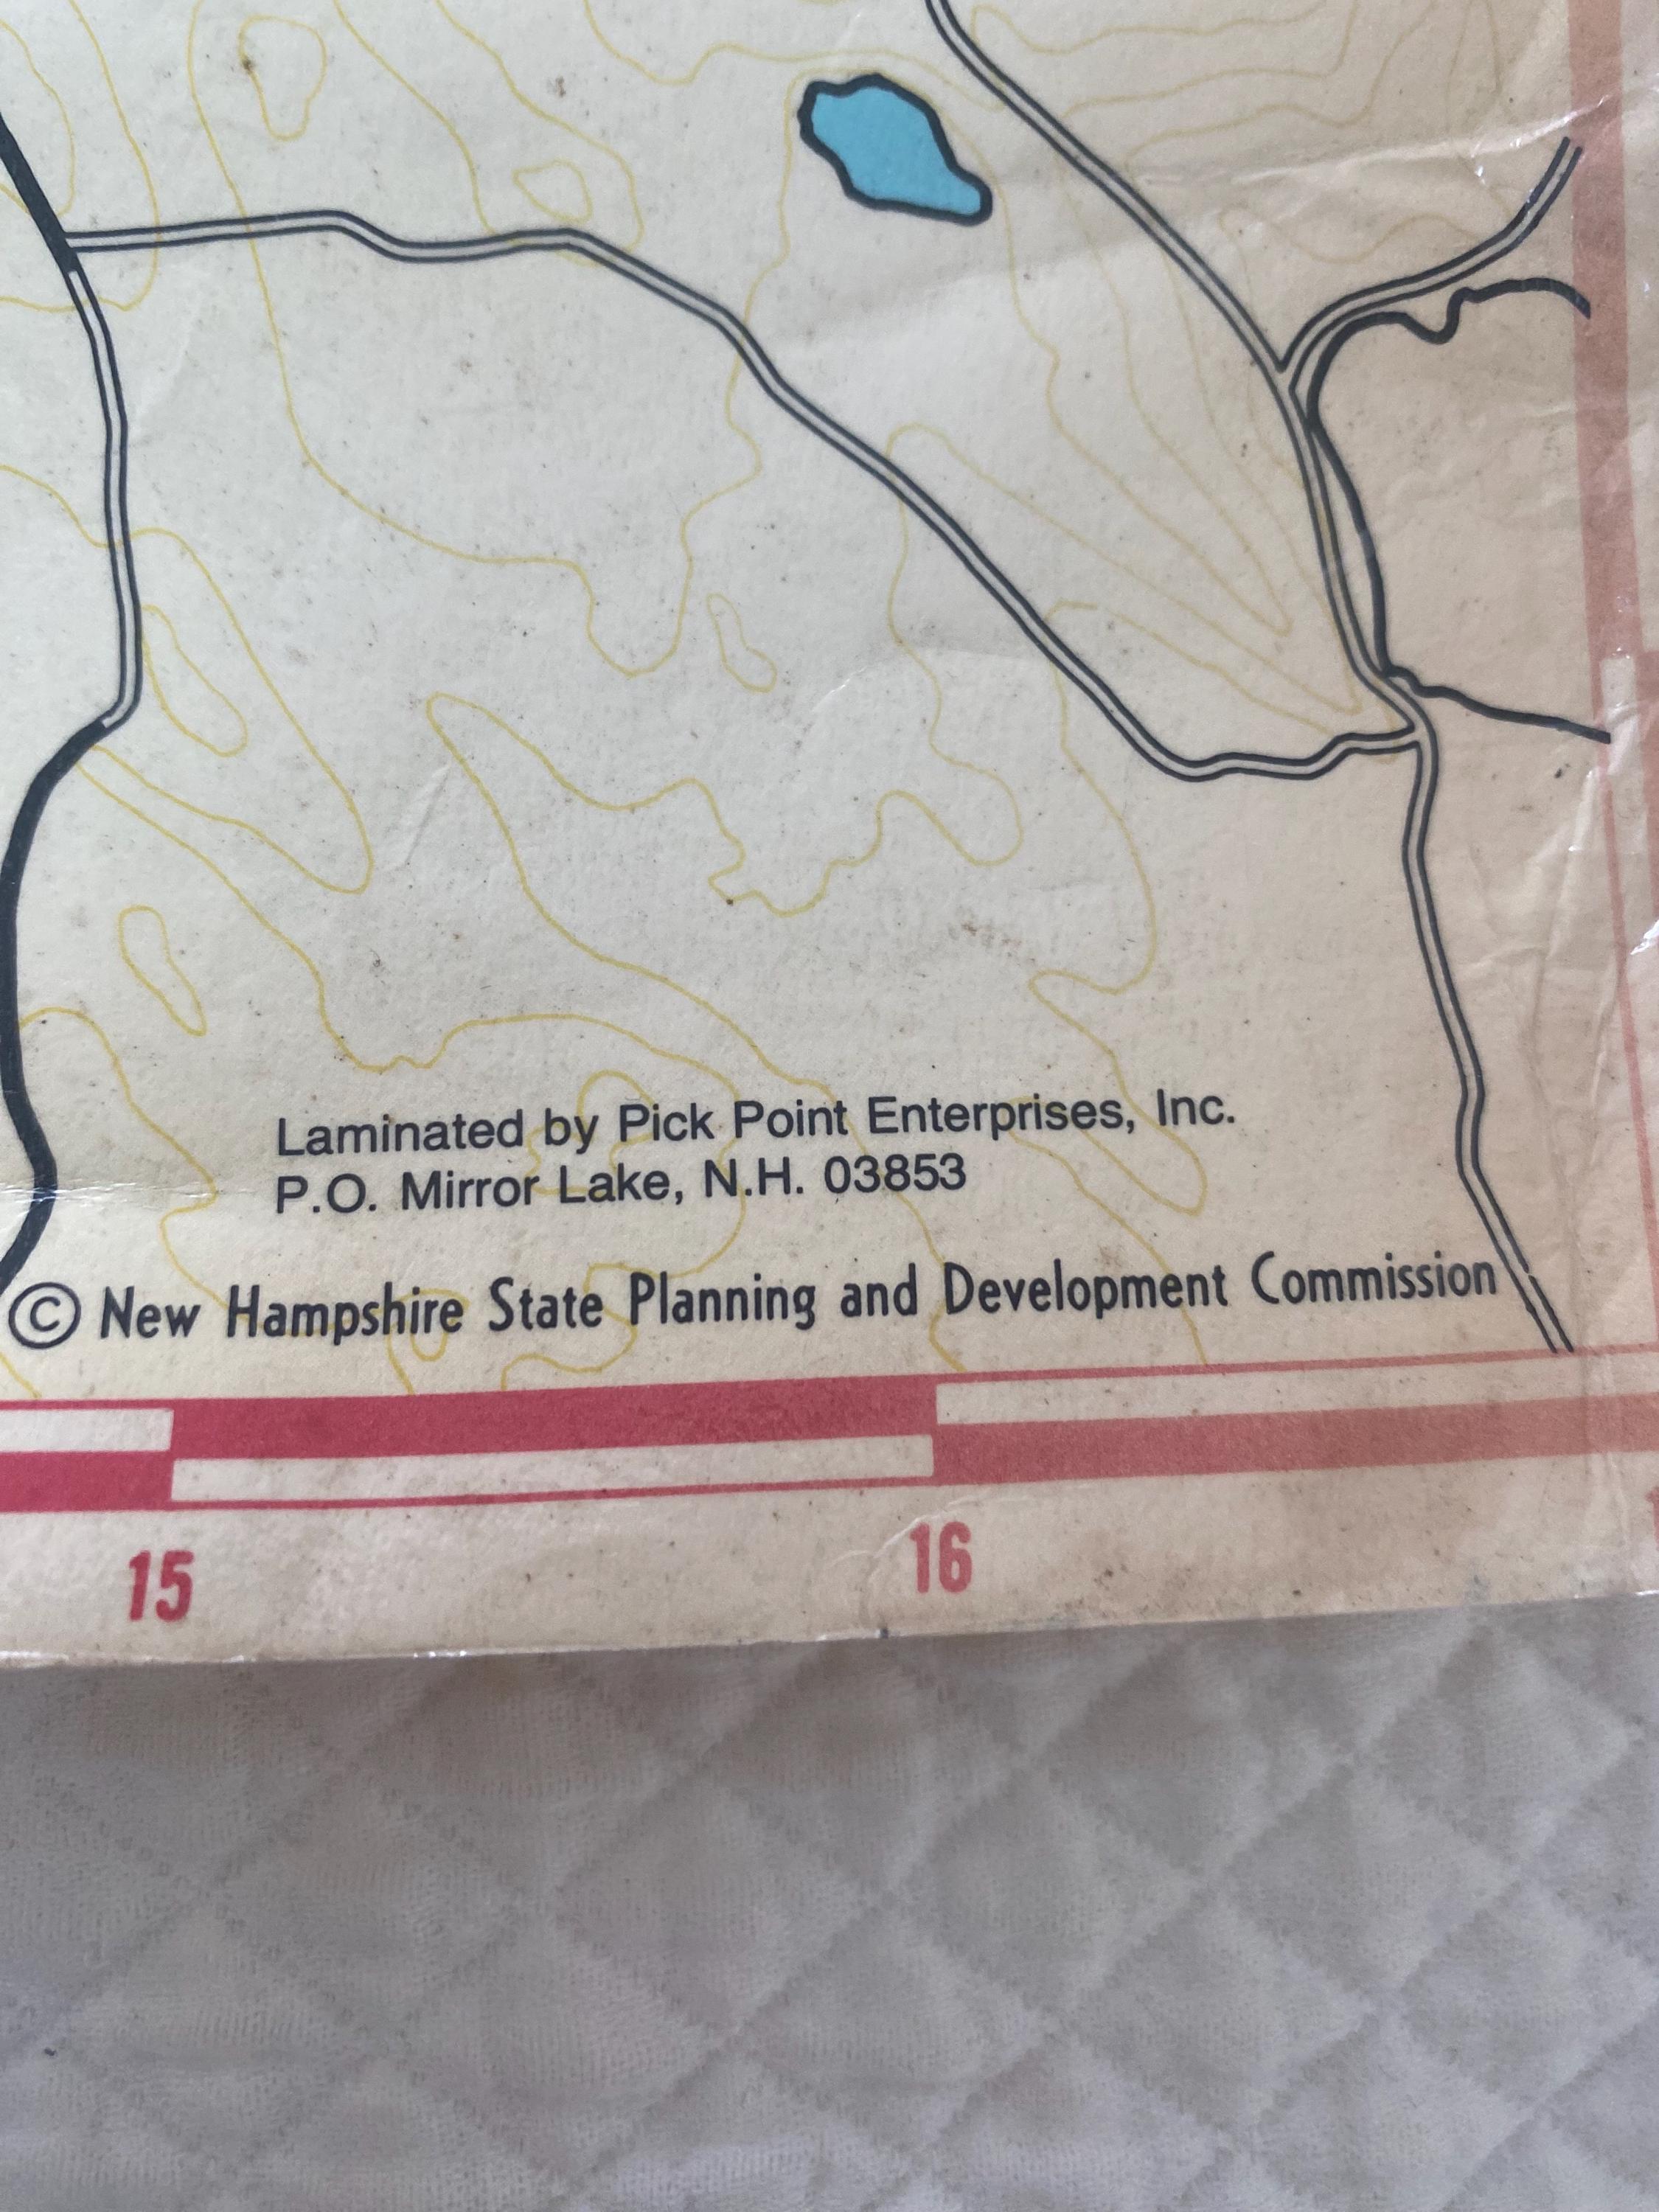 Laminated by Pick Point Enterprises, Inc.
P.O. Mirror Lake, N.H. 03853
© New Hampshire State Planning and Development Commission
15 16